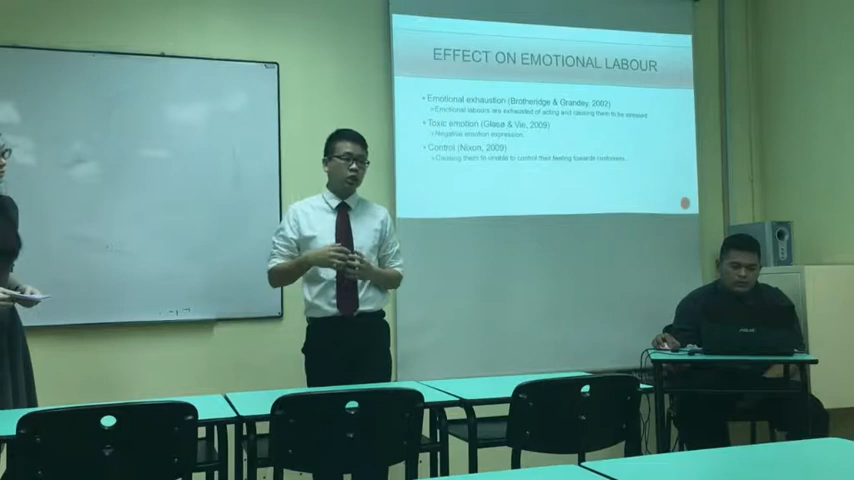 EFFECT ON EMOTIONAL LABOUR
• Emotional exhaustion (Brotheridge & Grandey, 2002)
Emotional labours are exhausted of acting and causing them to be stressed
• Toxic emotion (Glasø & Vie, 2009)
Negative emotion expression.
• Control (Nixon, 2009)
Causing them to unable to control their feeling towards customers.
ASUS